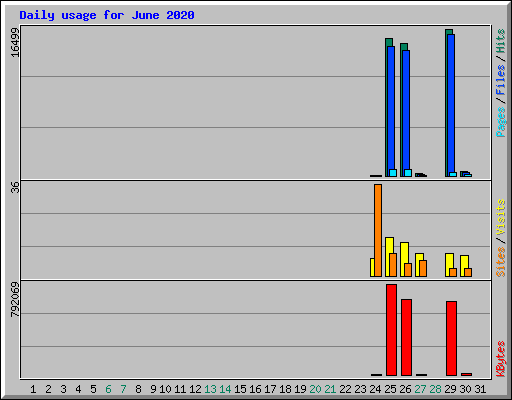 Daily usage for June 2020
16499
Pages/Files/Hits
36
Sites/Visits
792069
KBytes
1 2 3 4 5 6 7 8 9 10 11 12 13 14 15 16 17 18 19 20 21 22 23 24 25 26 27 28 29 30 31